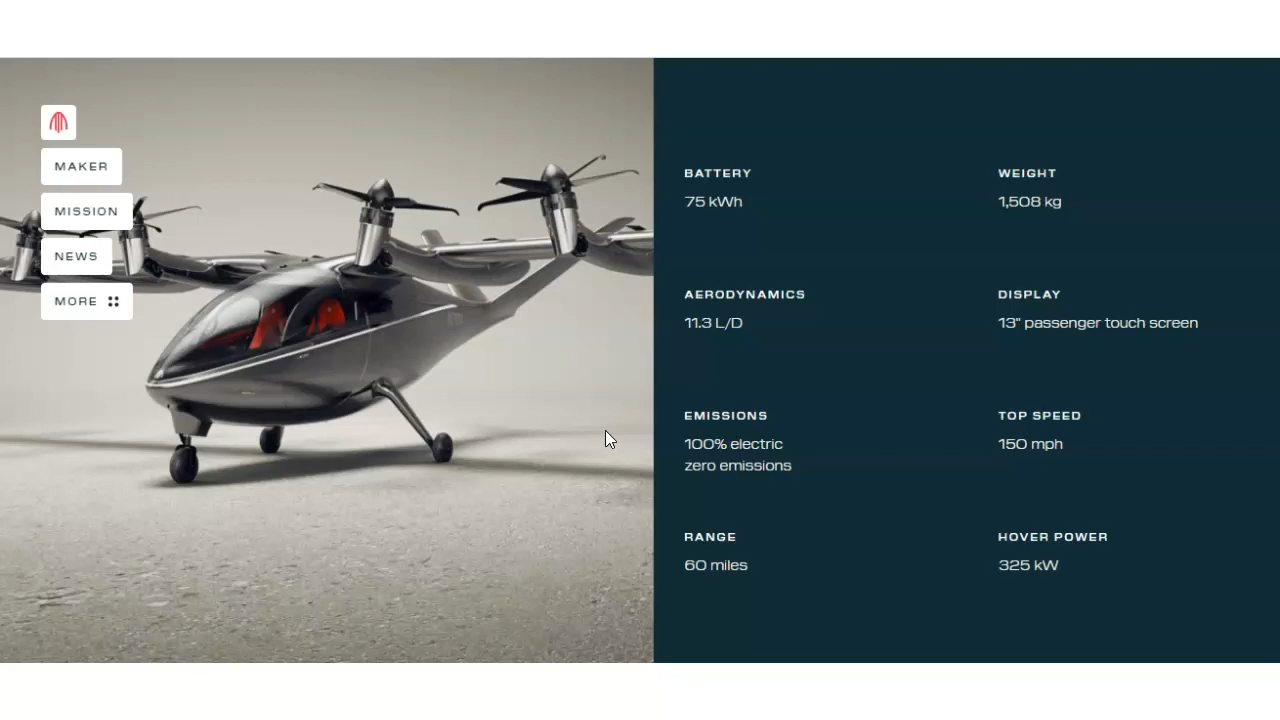 MAKER
MISSION
NEWS
MORE
BATTERY
75 kWh
WEIGHT
1,508 kg
AERODYNAMICS
11.3 L/D
DISPLAY
13" passenger touch screen
EMISSIONS
100% electric
zero emissions
TOP SPEED
150 mph
RANGE
60 miles
HOVER POWER
325 kW